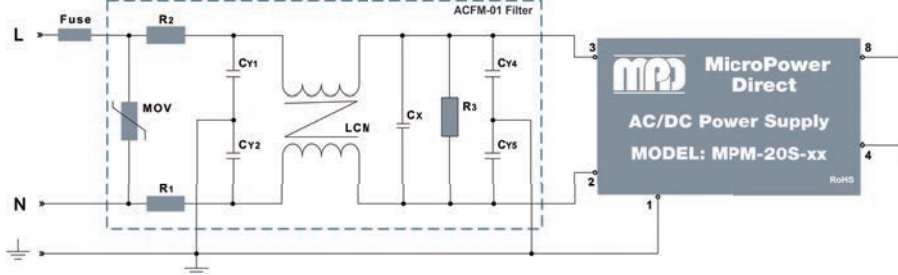 ACFM-01 Filter
L
Fuse
R2
MOV
CY1
CY2
LCM
CX
R3
CY4
CY5
R1
N
3
2
1
8
4
MPD
MicroPower
Direct
AC/DC Power Supply
MODEL: MPM-20S-xx
RoHS